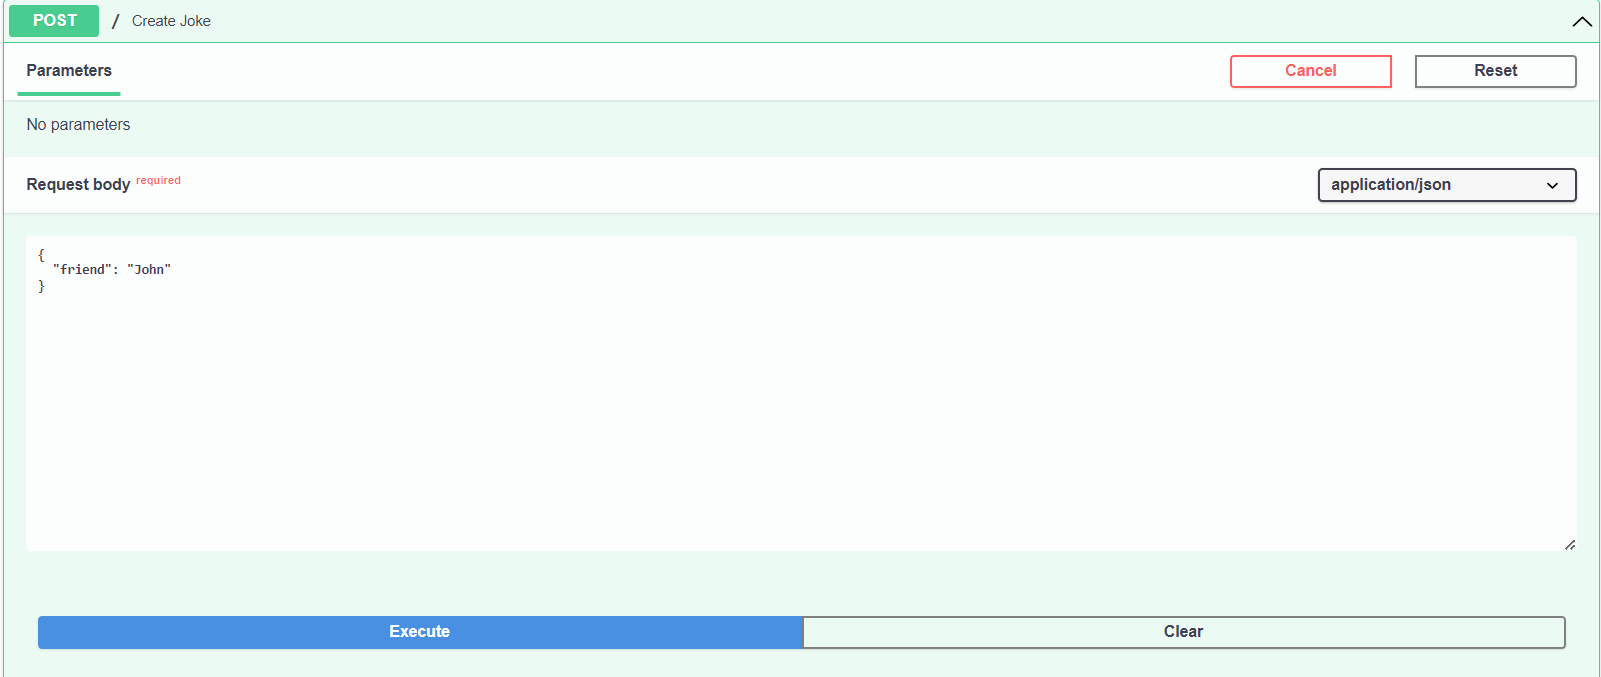 POST / Create Joke
Parameters
Cancel
Reset
No parameters
Request body required
application/json
{
  "friend": "John"
}
Execute
Clear